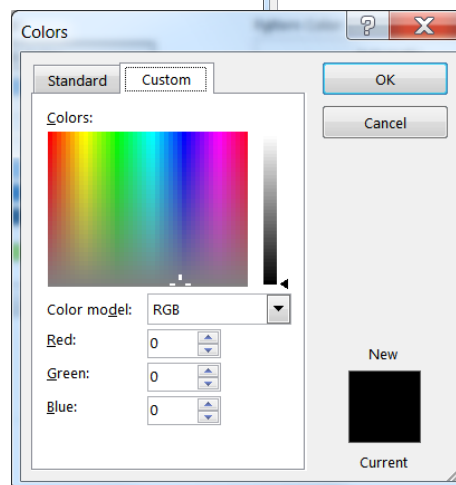 Colors
?
Standard
Custom
OK
Cancel
Colors:
Color model: RGB
Red: 0
Green: 0
Blue: 0
New
Current